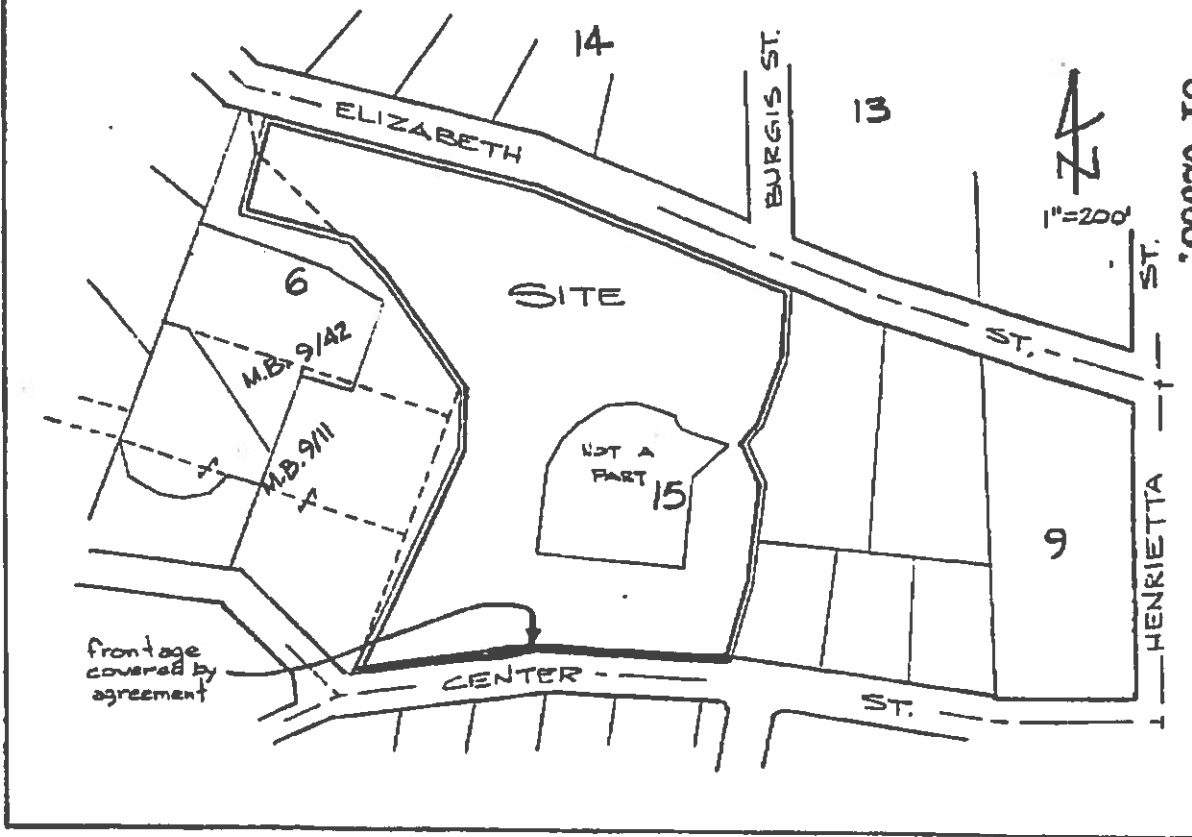 14
BURGIS ST.
13
N
1"=200'
ELIZABETH
ST.
SITE
6
M.B. 9/42
M.B. 9/11
NOT A
PART
15
ST.
9
HENRIETTA
frontage
covered by
agreement
CENTER
ST.